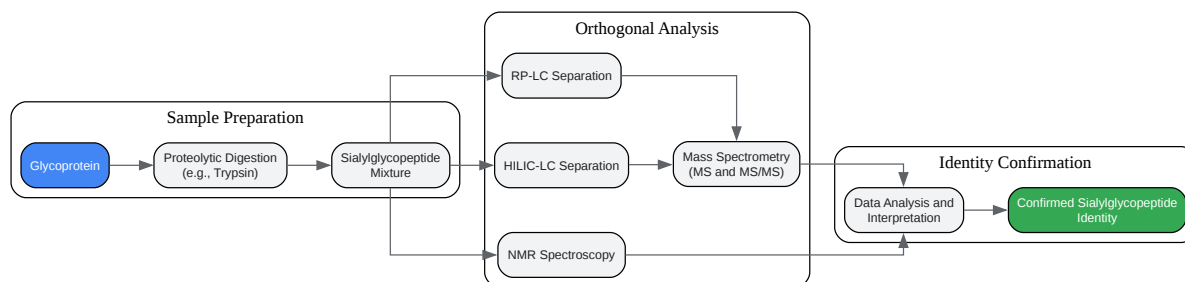 Sample Preparation
Glycoprotein
Proteolytic Digestion
(e.g., Trypsin)
Sialylglycopeptide
Mixture
Orthogonal Analysis
RP-LC Separation
HILIC-LC Separation
Mass Spectrometry
(MS and MS/MS)
NMR Spectroscopy
Identity Confirmation
Data Analysis and
Interpretation
Confirmed Sialylglycopeptide
Identity